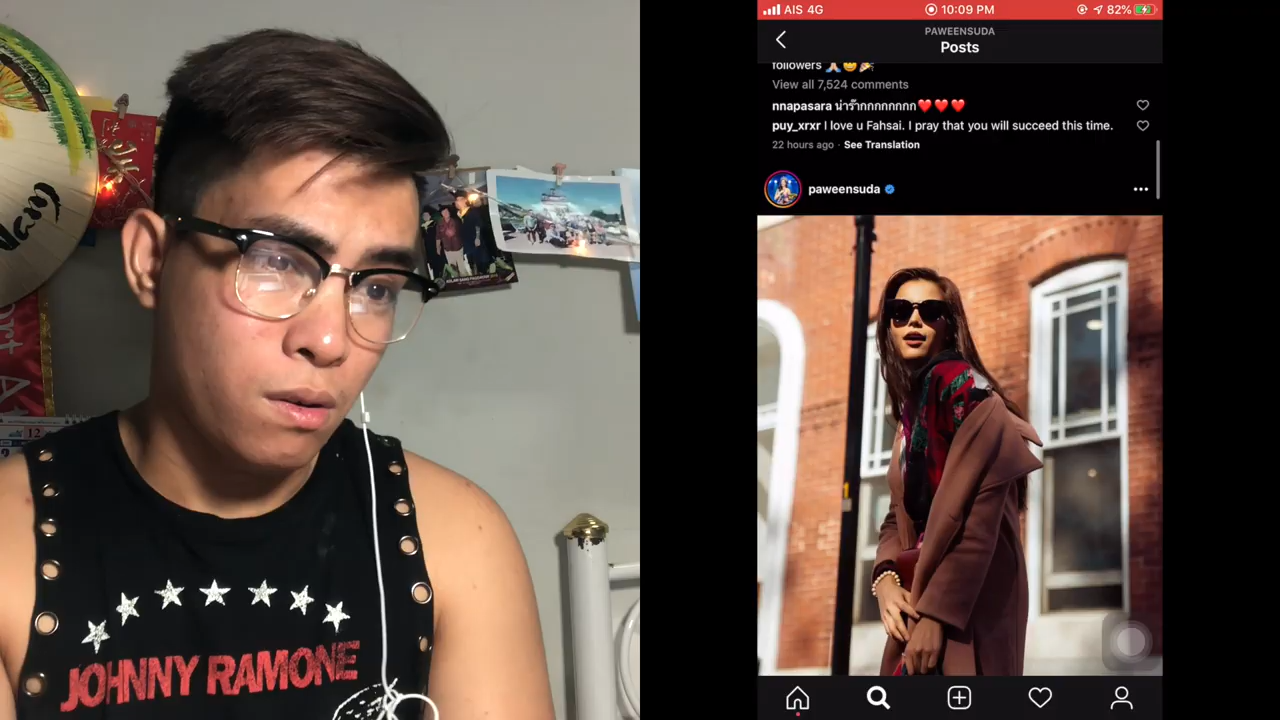 JOHNNY RAMONE
12
AIS 4G
10:09 PM
82%
PAWEENSUDA
Posts
followers 🙏🏻😊🎉
View all 7,524 comments
nnapasara น่าร๊ากกกกกกกกก❤️❤️❤️
puy_xrxr I love u Fahsai. I pray that you will succeed this time.
22 hours ago · See Translation
paweensuda